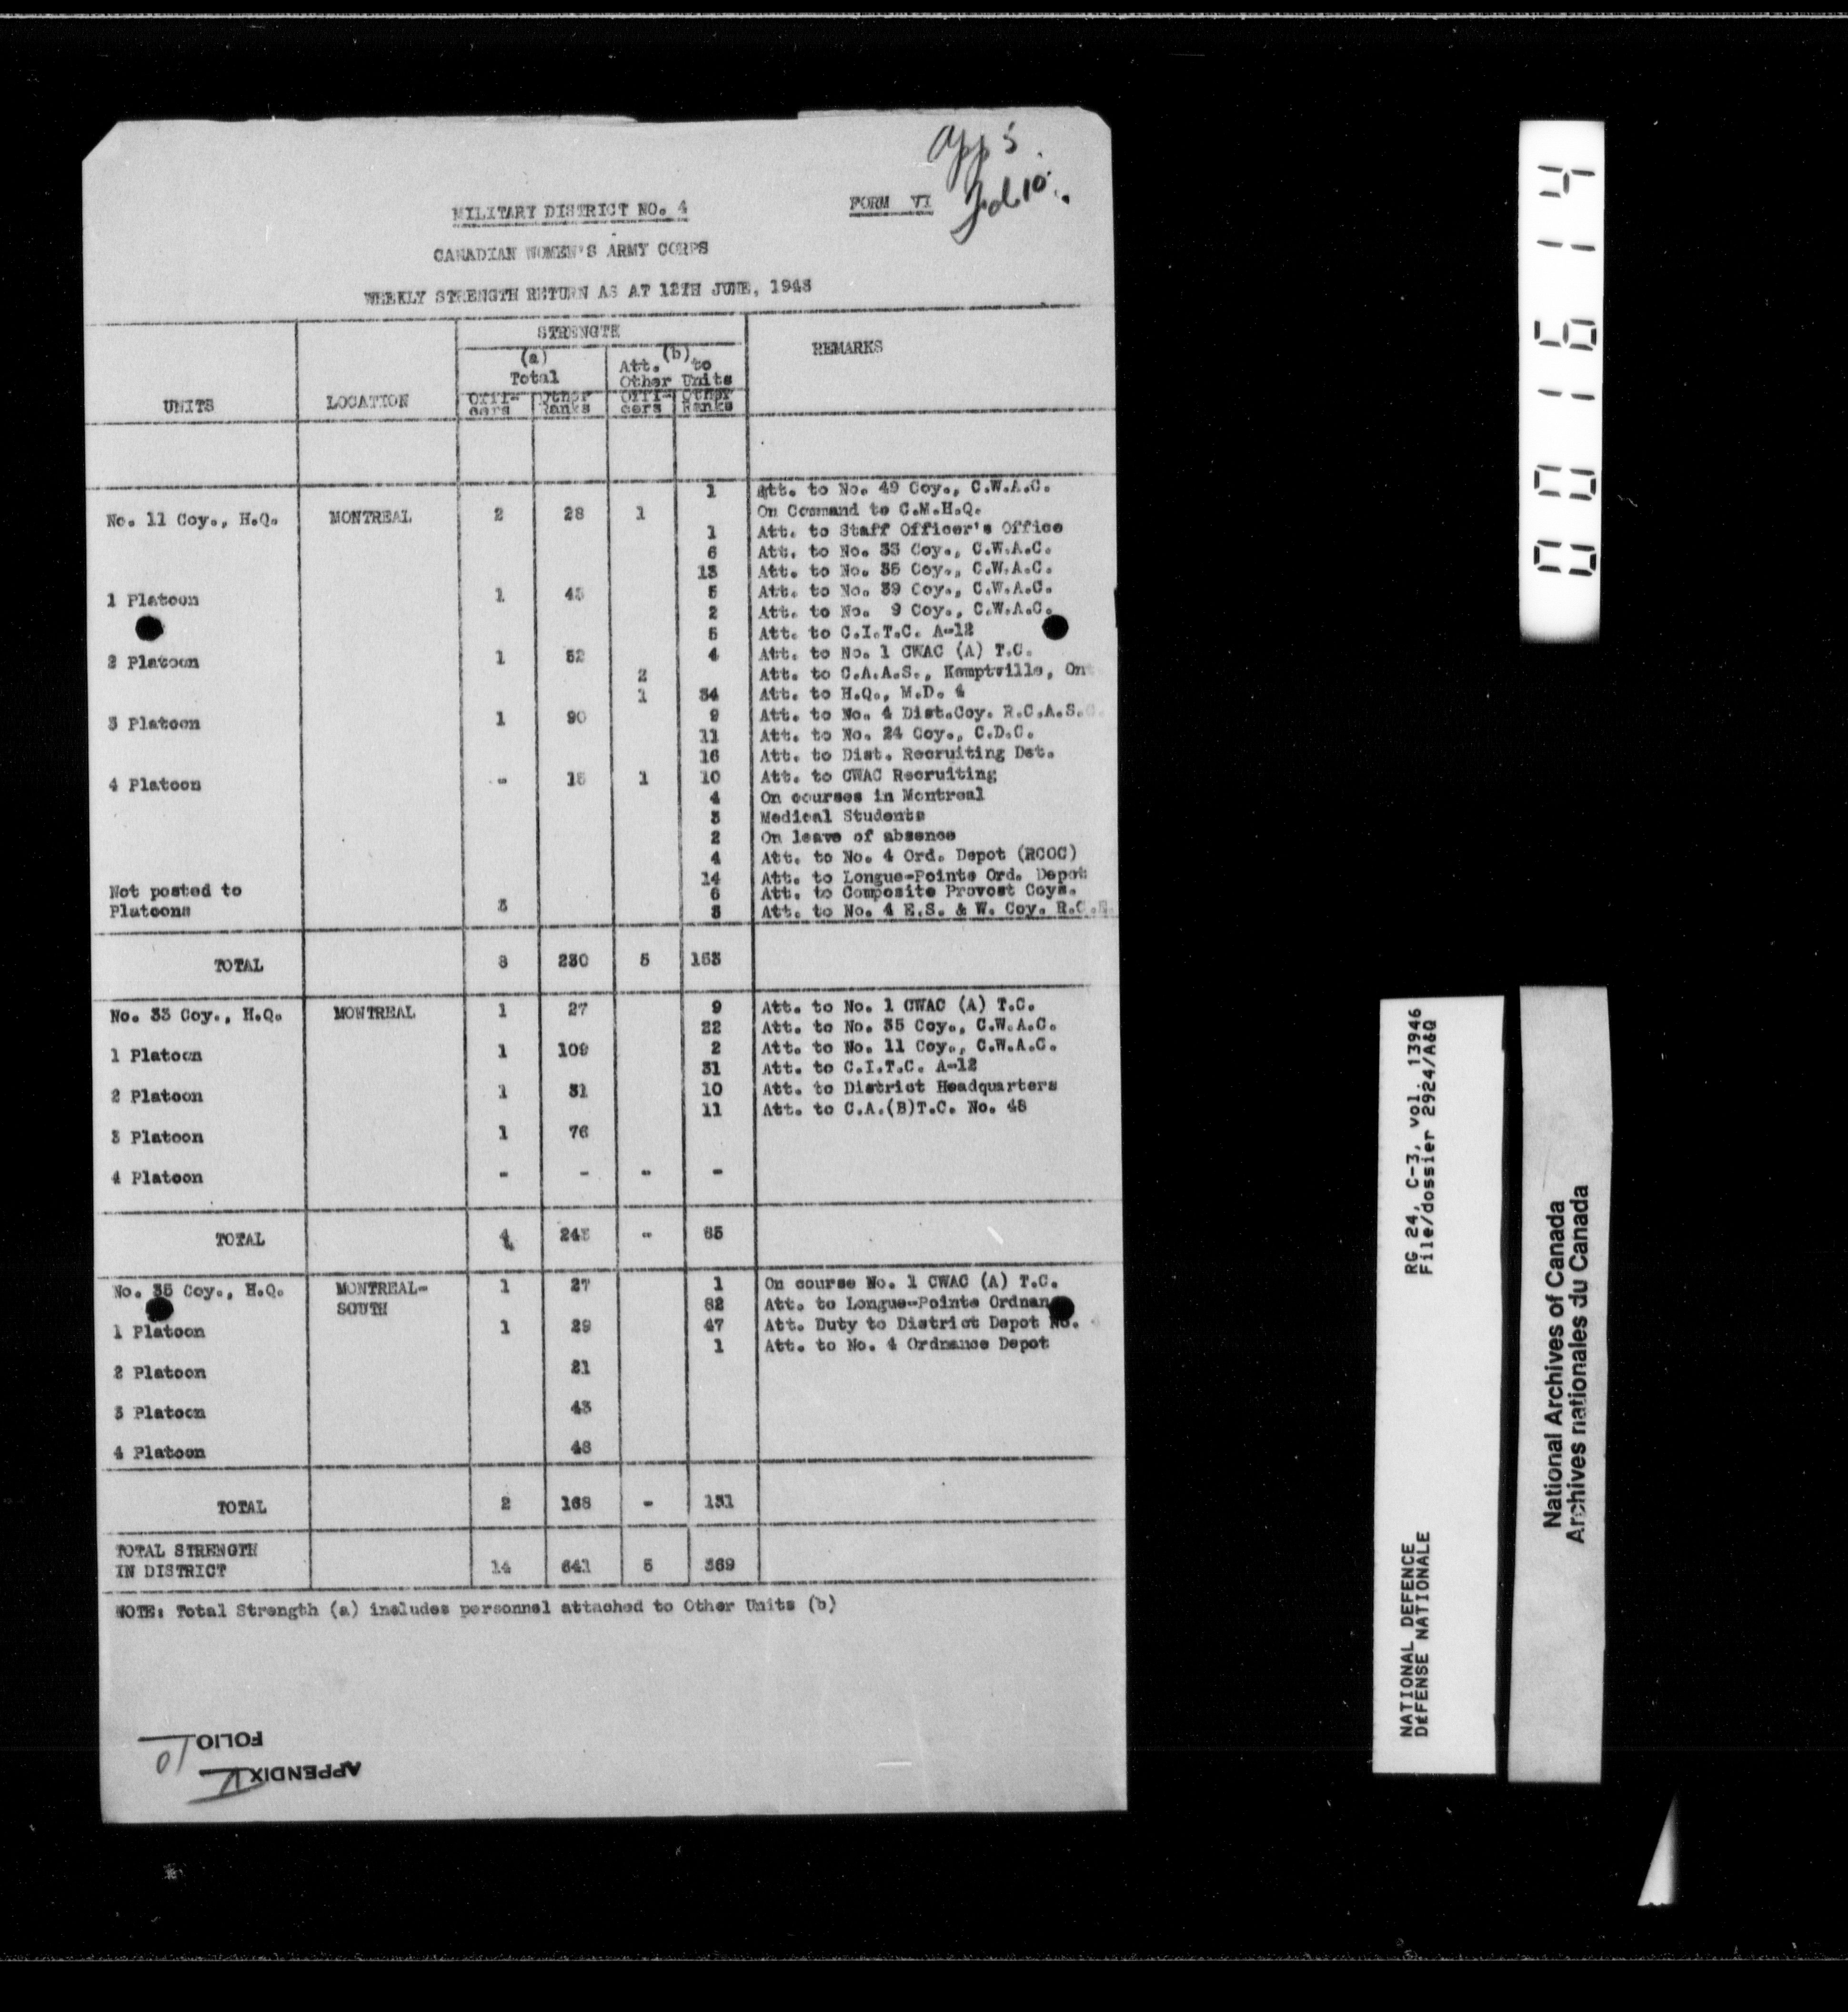 App 5
Fol 10.
MILITARY DISTRICT NO. 4 FORM VI
CANADIAN WOMEN'S ARMY CORPS
WEEKLY STRENGTH RETURN AS AT 12TH JUNE, 1943
STRENGTH
REMARKS
(a) (b)
Total Att. to
Other Units
UNITS LOCATION Offi- Other Offi- Other
cers Ranks cers Ranks
1 Att. to No. 49 Coy., C.W.A.C.
No. 11 Coy., H.Q. MONTREAL 2 28 1 On Command to C.M.H.Q.
1 Att. to Staff Officer's Office
6 Att. to No. 33 Coy., C.W.A.C.
13 Att. to No. 35 Coy., C.W.A.C.
1 Platoon 1 45 5 Att. to No. 39 Coy., C.W.A.C.
2 Att. to No. 9 Coy., C.W.A.C.
5 Att. to C.I.T.C. A-12
2 Platoon 1 52 4 Att. to No. 1 CWAC (A) T.C.
2 Att. to C.A.A.S., Kemptville, Ont
1 34 Att. to H.Q., M.D. 4
3 Platoon 1 90 9 Att. to No. 4 Dist.Coy. R.C.A.S.C.
11 Att. to No. 24 Coy., C.D.C.
16 Att. to Dist. Recruiting Det.
4 Platoon - 15 1 10 Att. to CWAC Recruiting
4 On courses in Montreal
3 Medical Students
2 On leave of absence
4 Att. to No. 4 Ord. Depot (RCOC)
14 Att. to Longue-Pointe Ord. Depot
Not posted to 6 Att. to Composite Provost Coys.
Platoons 3 3 Att. to No. 4 E.S. & W. Coy. R.C.E.
TOTAL 8 230 5 153
No. 33 Coy., H.Q. MONTREAL 1 27 9 Att. to No. 1 CWAC (A) T.C.
22 Att. to No. 35 Coy., C.W.A.C.
1 Platoon 1 109 2 Att. to No. 11 Coy., C.W.A.C.
31 Att. to C.I.T.C. A-12
2 Platoon 1 31 10 Att. to District Headquarters
11 Att. to C.A.(B)T.C. No. 48
3 Platoon 1 76
4 Platoon - - - -
TOTAL 4 243 - 85
No. 35 Coy., H.Q. MONTREAL- 1 27 1 On course No. 1 CWAC (A) T.C.
SOUTH 82 Att. to Longue-Pointe Ordnan
1 Platoon 1 29 47 Att. Duty to District Depot No. 4
1 Att. to No. 4 Ordnance Depot
2 Platoon 21
3 Platoon 43
4 Platoon 48
TOTAL 2 168 - 131
TOTAL STRENGTH
IN DISTRICT 14 641 5 369
NOTE: Total Strength (a) includes personnel attached to Other Units (b)
APPENDIX V
FOLIO 10
001614
NATIONAL DEFENCE RG 24, C-3, vol. 13946
DÉFENSE NATIONALE File/dossier 2924/A&Q
National Archives of Canada
Archives nationales du Canada